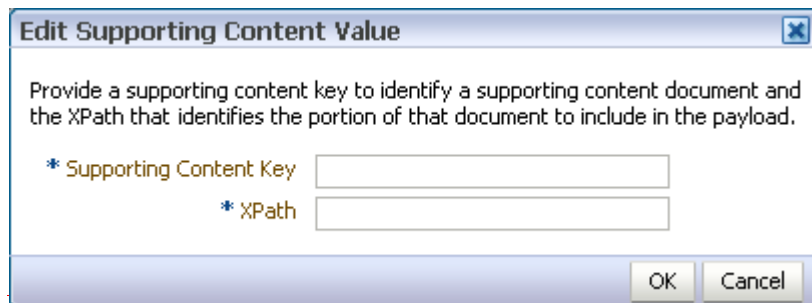 Edit Supporting Content Value
Provide a supporting content key to identify a supporting content document and
the XPath that identifies the portion of that document to include in the payload.
* Supporting Content Key
* XPath
OK Cancel